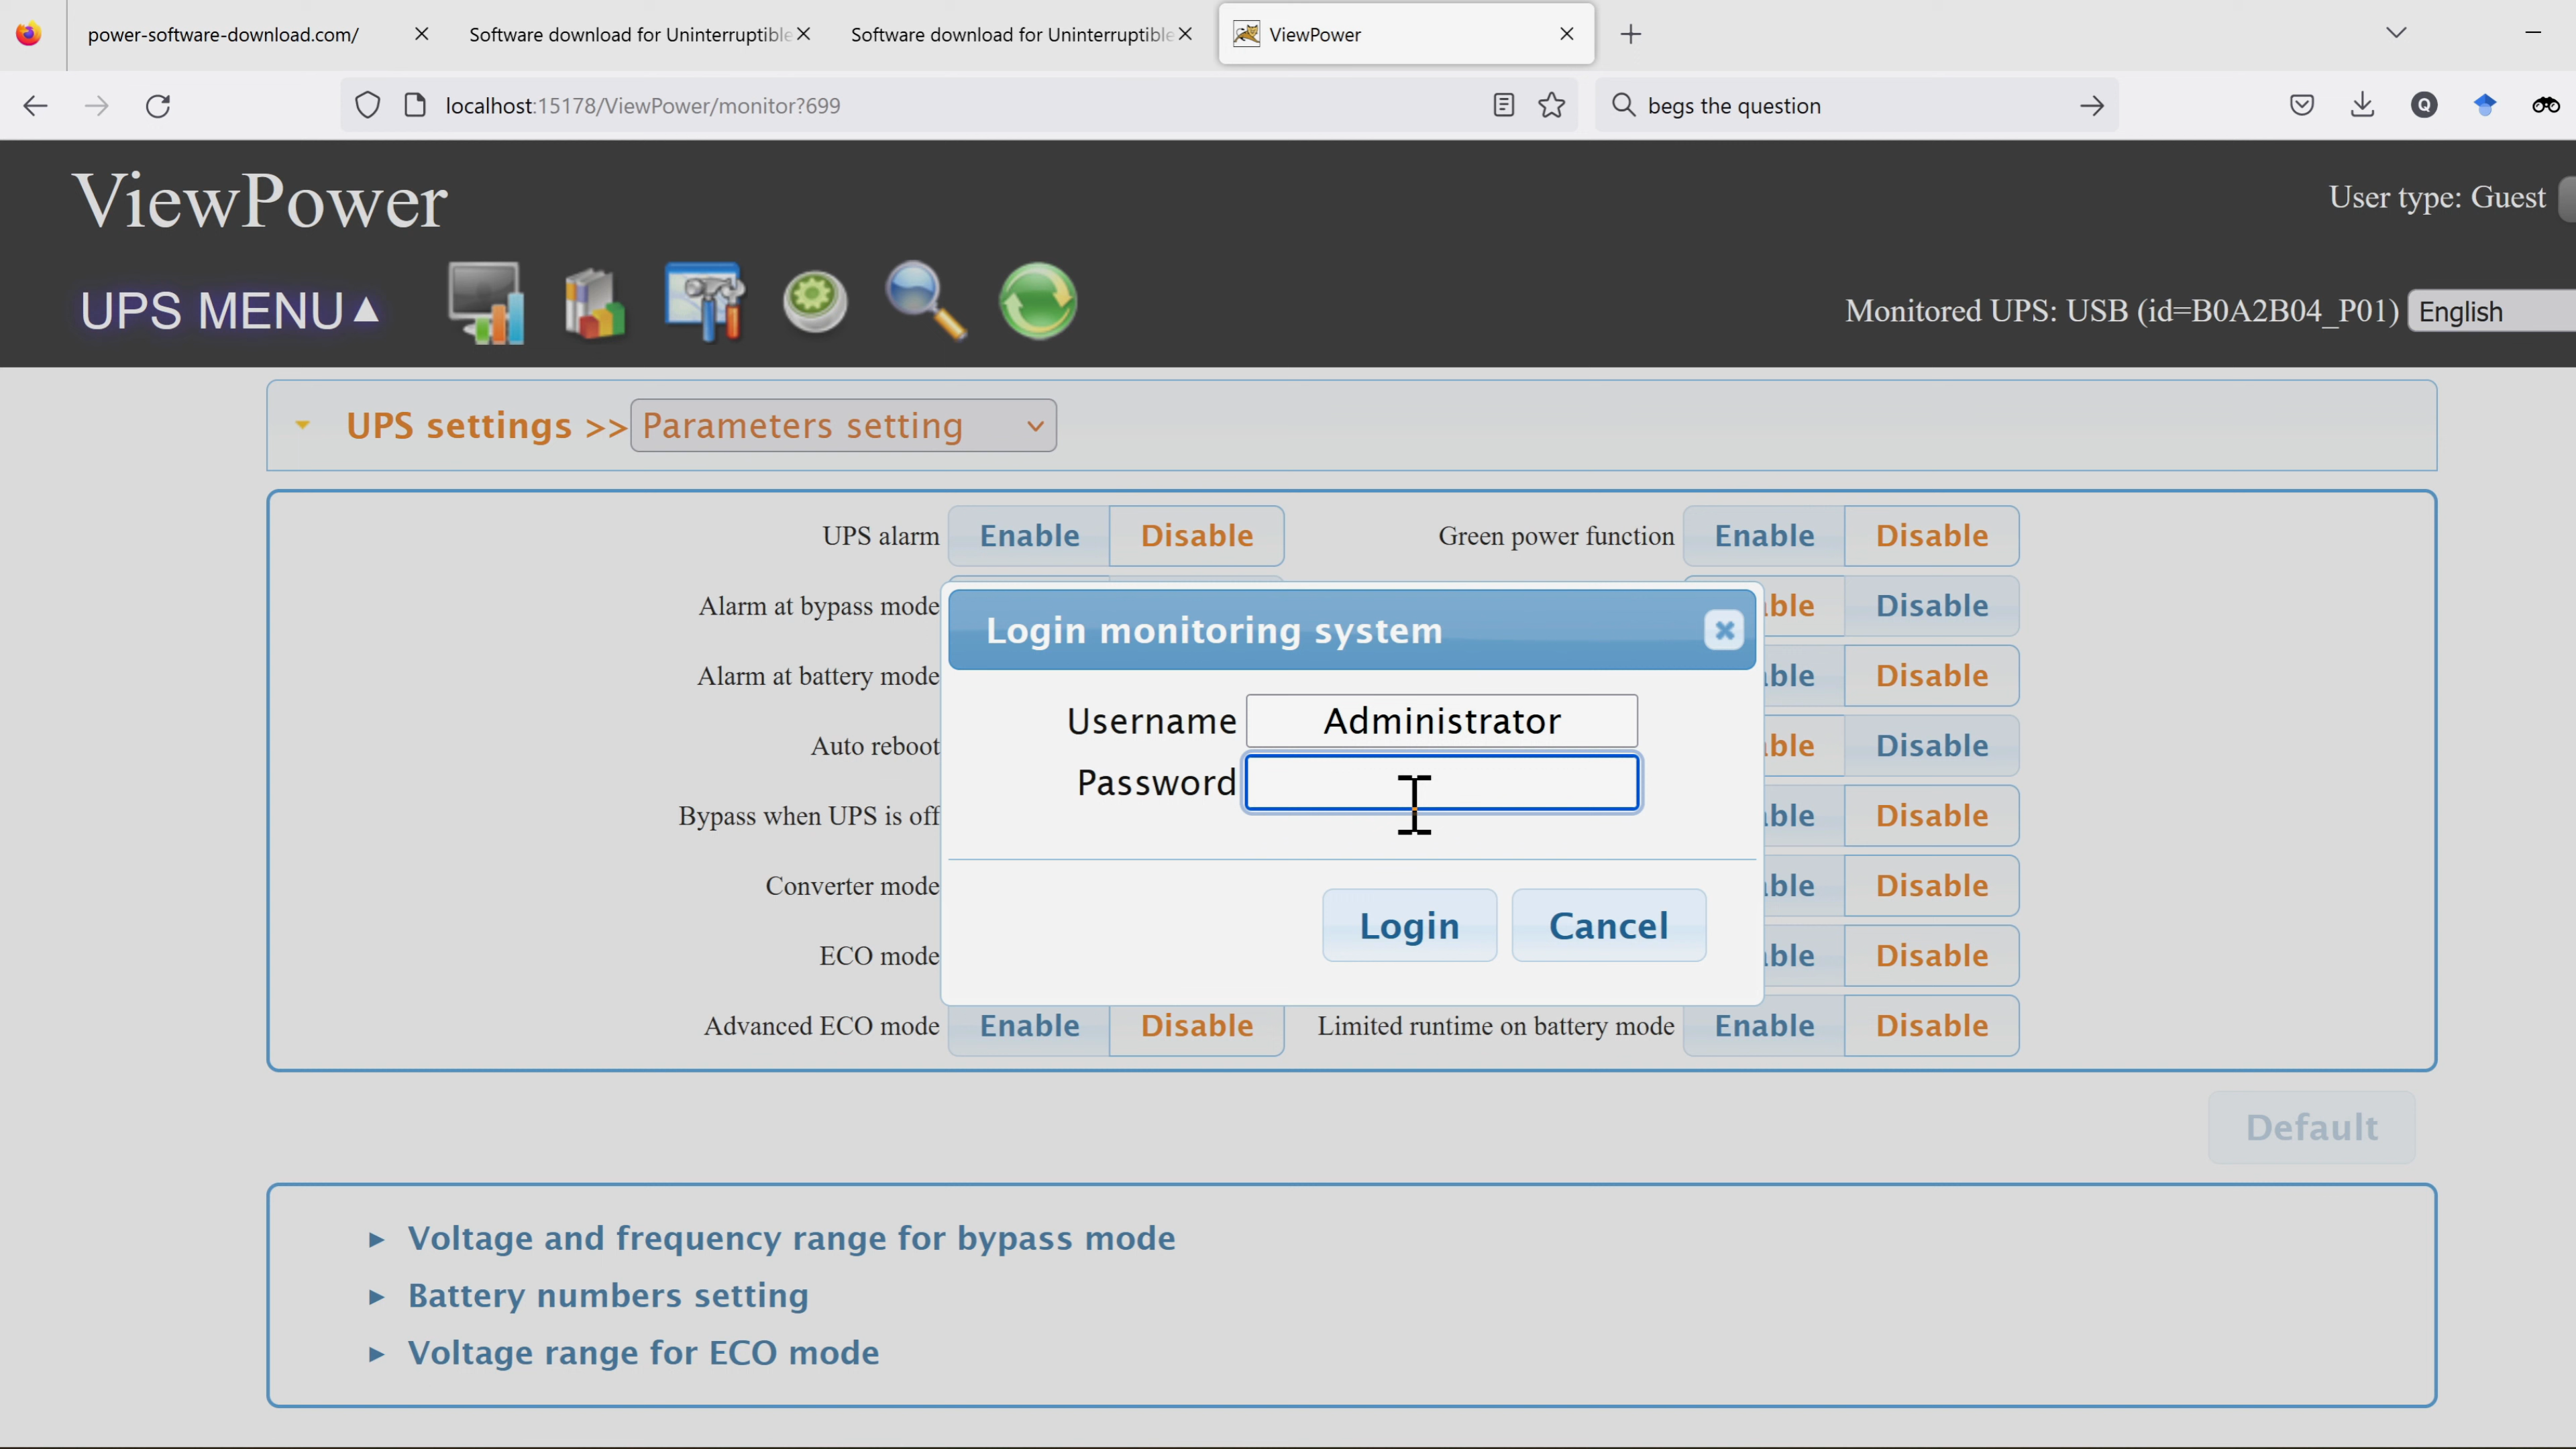 power-software-download.com/
Software download for Uninterruptible
Software download for Uninterruptible
ViewPower
localhost:15178/ViewPower/monitor?699
begs the question
ViewPower
User type: Guest
UPS MENU▲
Monitored UPS: USB (id=B0A2B04_P01) English
UPS settings >> Parameters setting
UPS alarm Enable Disable Green power function Enable Disable
Alarm at bypass mode ble Disable
Login monitoring system
Alarm at battery mode ble Disable
Username Administrator
Auto reboot ble Disable
Password
Bypass when UPS is off ble Disable
Converter mode ble Disable
Login Cancel
ECO mode ble Disable
Advanced ECO mode Enable Disable Limited runtime on battery mode Enable Disable
Default
Voltage and frequency range for bypass mode
Battery numbers setting
Voltage range for ECO mode